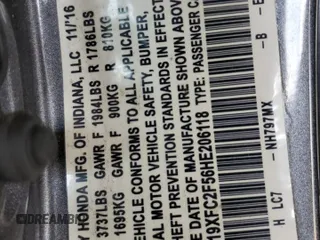 Y HONDA MFG. OF INDIANA, LLC 11/16
3737LBS GAWR F 1984LBS R 1786LBS
1695KG GAWR F 900KG R 810KG
VEHICLE CONFORMS TO ALL APPLICABLE
AL MOTOR VEHICLE SAFETY, BUMPER,
EFT PREVENTION STANDARDS IN EFFECT
DATE OF MANUFACTURE SHOWN ABOVE
19XFC2F56HE206118 TYPE: PASSENGER C
H LC7 NH797MX - B - E